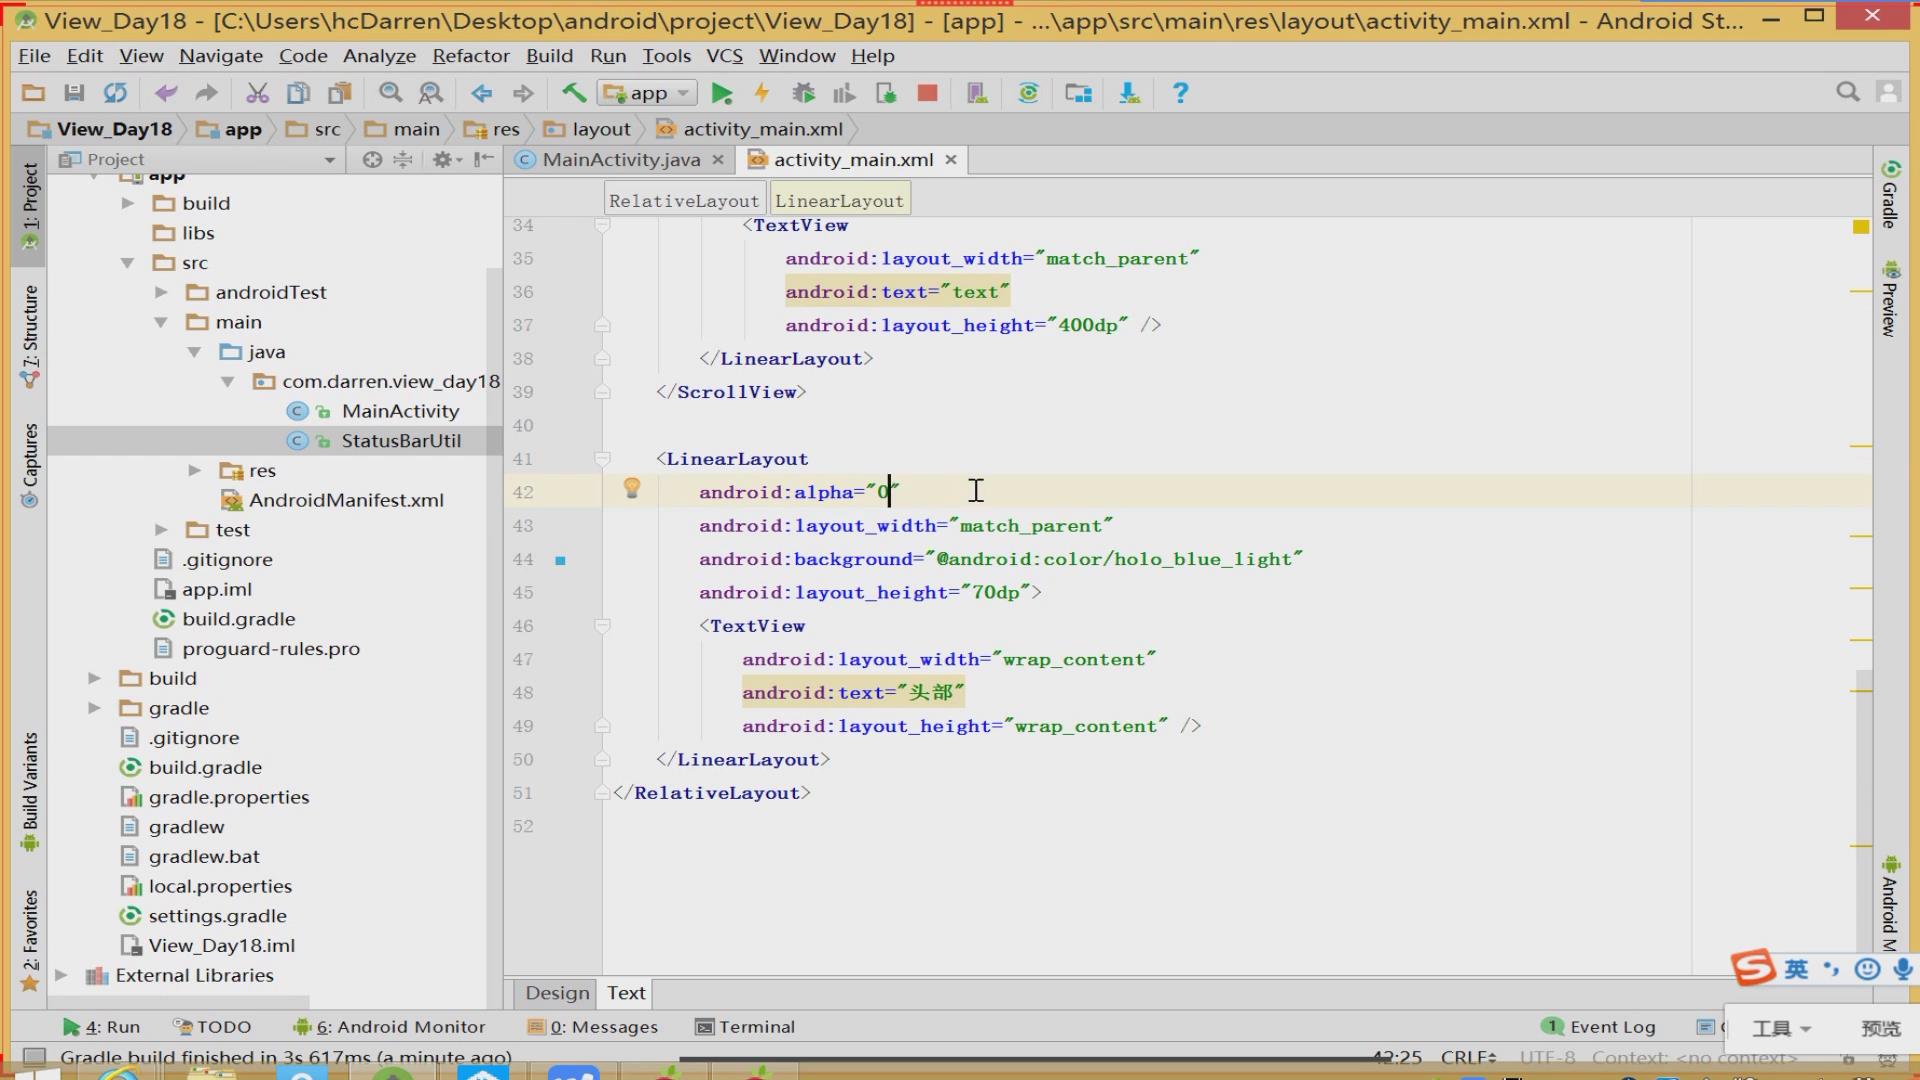 View_Day18 - [C:\Users\hcDarren\Desktop\android\project\View_Day18] - [app] - ...\app\src\main\res\layout\activity_main.xml - Android St...
File Edit View Navigate Code Analyze Refactor Build Run Tools VCS Window Help
app
View_Day18 app src main res layout activity_main.xml
Project
MainActivity.java activity_main.xml
RelativeLayout LinearLayout
1: Project
7: Structure
Captures
Build Variants
2: Favorites
app
build
libs
src
androidTest
main
java
com.darren.view_day18
MainActivity
StatusBarUtil
res
AndroidManifest.xml
test
.gitignore
app.iml
build.gradle
proguard-rules.pro
build
gradle
.gitignore
build.gradle
gradle.properties
gradlew
gradlew.bat
local.properties
settings.gradle
View_Day18.iml
External Libraries
34 <TextView
35 android:layout_width="match_parent"
36 android:text="text"
37 android:layout_height="400dp" />
38 </LinearLayout>
39 </ScrollView>
40
41 <LinearLayout
42 android:alpha="0"
43 android:layout_width="match_parent"
44 android:background="@android:color/holo_blue_light"
45 android:layout_height="70dp">
46 <TextView
47 android:layout_width="wrap_content"
48 android:text="头部"
49 android:layout_height="wrap_content" />
50 </LinearLayout>
51 </RelativeLayout>
52
Gradle
Preview
Android M
英
Design Text
4: Run TODO 6: Android Monitor 0: Messages Terminal 1 Event Log
工具 预览
Gradle build finished in 3s 617ms (a minute ago) 42:25 CRLF UTF-8 Context: <no context>